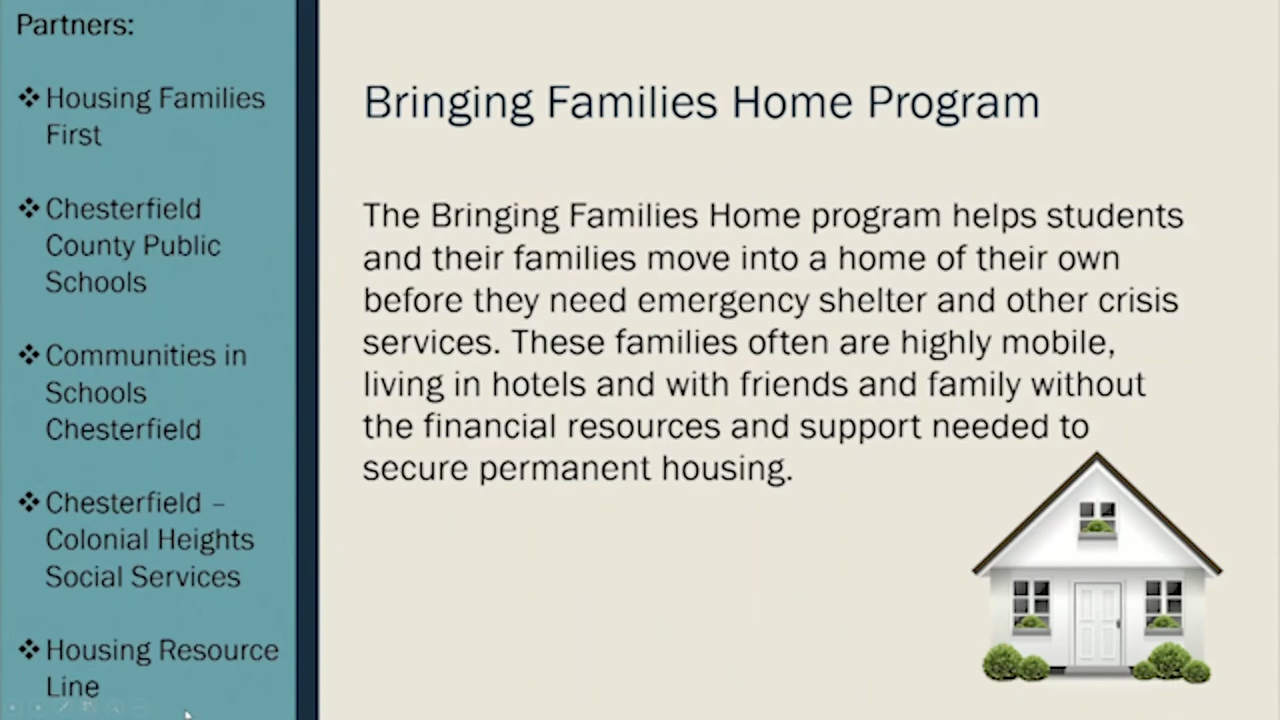 Partners:
❖ Housing Families
First
❖ Chesterfield
County Public
Schools
❖ Communities in
Schools
Chesterfield
❖ Chesterfield –
Colonial Heights
Social Services
❖ Housing Resource
Line
Bringing Families Home Program
The Bringing Families Home program helps students
and their families move into a home of their own
before they need emergency shelter and other crisis
services. These families often are highly mobile,
living in hotels and with friends and family without
the financial resources and support needed to
secure permanent housing.